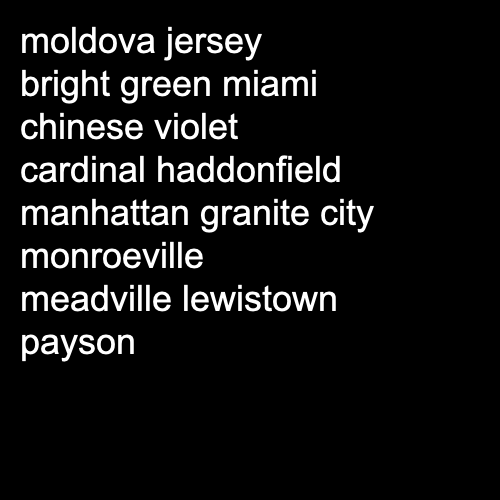 moldova jersey
bright green miami
chinese violet
cardinal haddonfield
manhattan granite city
monroeville
meadville lewistown
payson